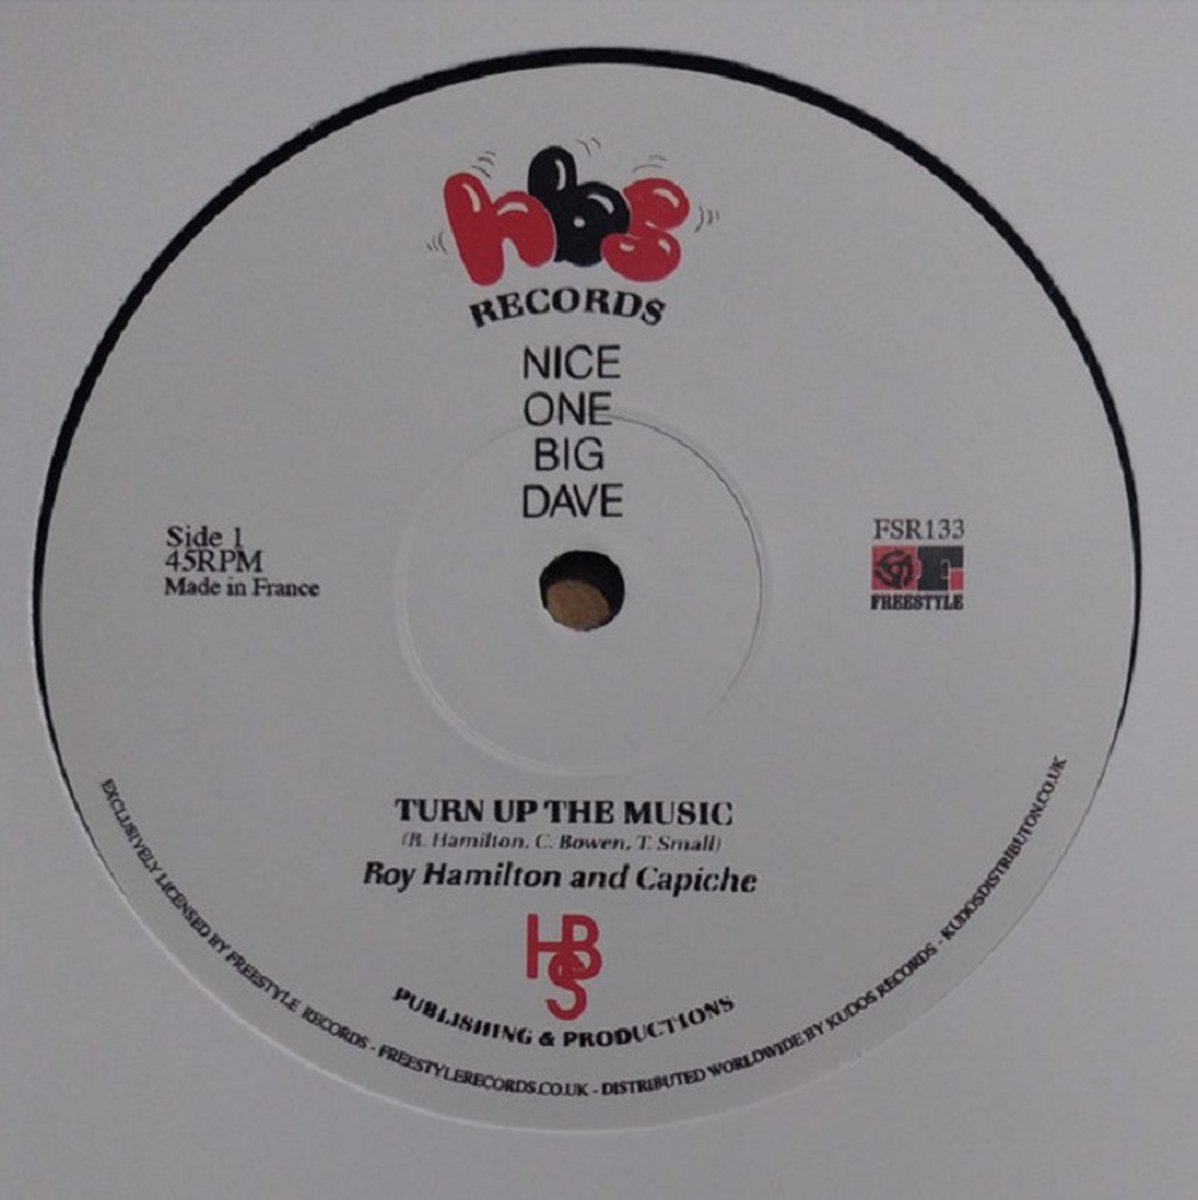 hbs
RECORDS
NICE
ONE
BIG
DAVE
Side 1
45RPM
Made in France
FSR133
F
FREESTYLE
TURN UP THE MUSIC
(R. Hamilton, C. Bowen, T. Small)
Roy Hamilton and Capiche
HBS
PUBLISHING & PRODUCTIONS
EXCLUSIVELY LICENSED BY FREESTYLE RECORDS - FREESTYLERECORDS.CO.UK - DISTRIBUTED WORLDWIDE BY KUDOS RECORDS - KUDOSDISTRIBUTON.CO.UK